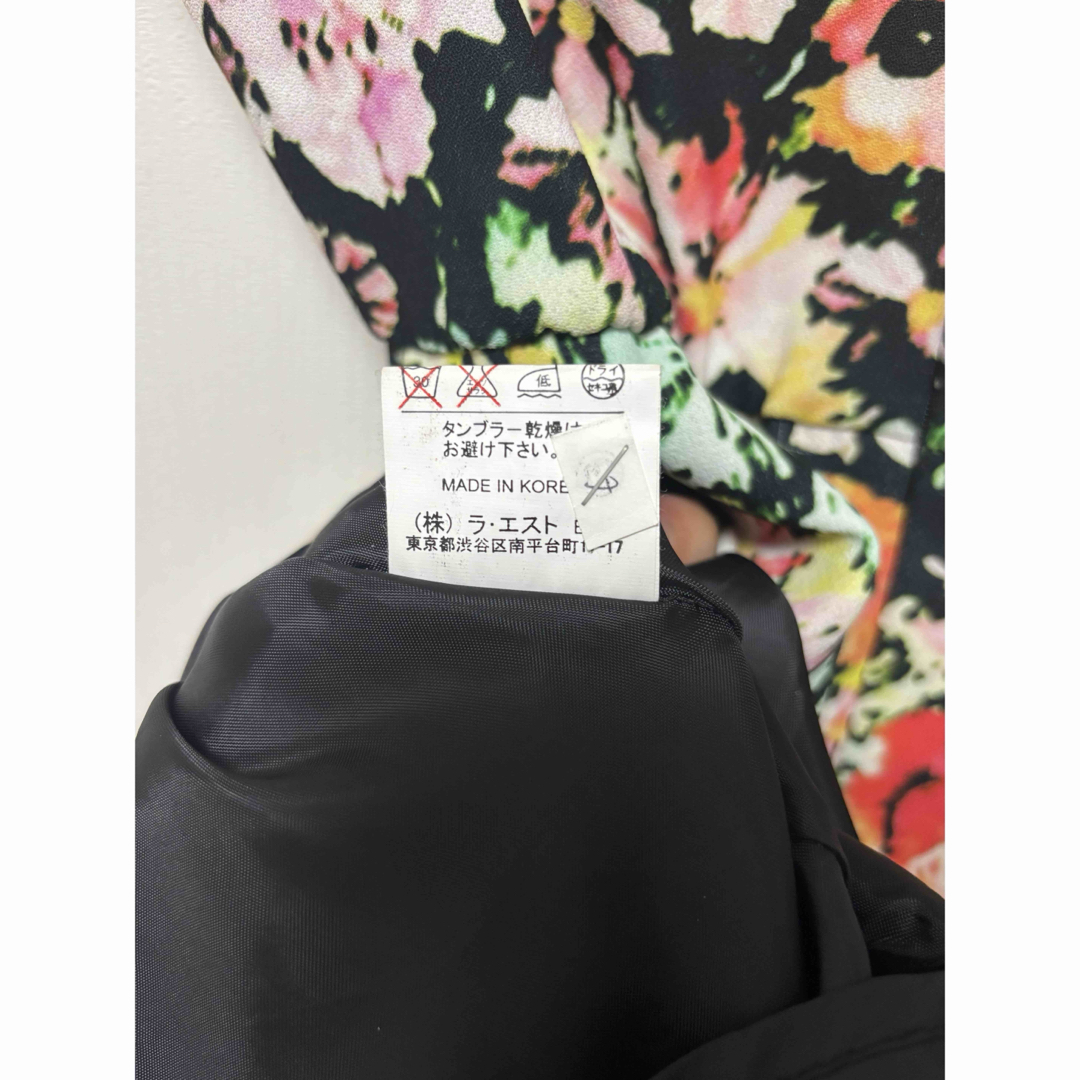 30
低
ドライ
セキユ系
タンブラー乾燥は
お避け下さい。
MADE IN KORE
(株) ラ・エスト
東京都渋谷区南平台町
17